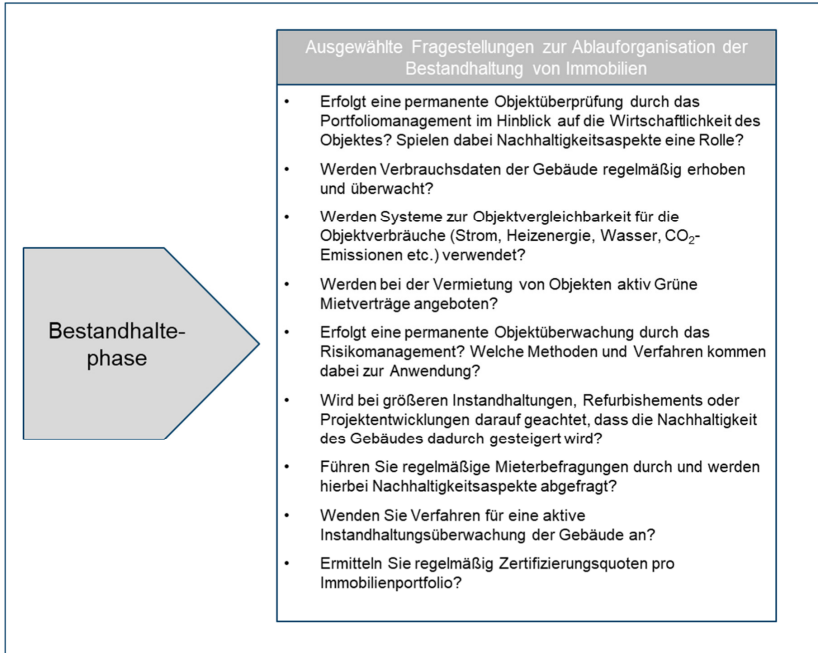 Ausgewählte Fragestellungen zur Ablauforganisation der
Bestandhaltung von Immobilien
Bestandhalte-
phase
• Erfolgt eine permanente Objektüberprüfung durch das
Portfoliomanagement im Hinblick auf die Wirtschaftlichkeit des
Objektes? Spielen dabei Nachhaltigkeitsaspekte eine Rolle?
• Werden Verbrauchsdaten der Gebäude regelmäßig erhoben
und überwacht?
• Werden Systeme zur Objektvergleichbarkeit für die
Objektverbräuche (Strom, Heizenergie, Wasser, CO₂-
Emissionen etc.) verwendet?
• Werden bei der Vermietung von Objekten aktiv Grüne
Mietverträge angeboten?
• Erfolgt eine permanente Objektüberwachung durch das
Risikomanagement? Welche Methoden und Verfahren kommen
dabei zur Anwendung?
• Wird bei größeren Instandhaltungen, Refurbishements oder
Projektentwicklungen darauf geachtet, dass die Nachhaltigkeit
des Gebäudes dadurch gesteigert wird?
• Führen Sie regelmäßige Mieterbefragungen durch und werden
hierbei Nachhaltigkeitsaspekte abgefragt?
• Wenden Sie Verfahren für eine aktive
Instandhaltungsüberwachung der Gebäude an?
• Ermitteln Sie regelmäßig Zertifizierungsquoten pro
Immobilienportfolio?